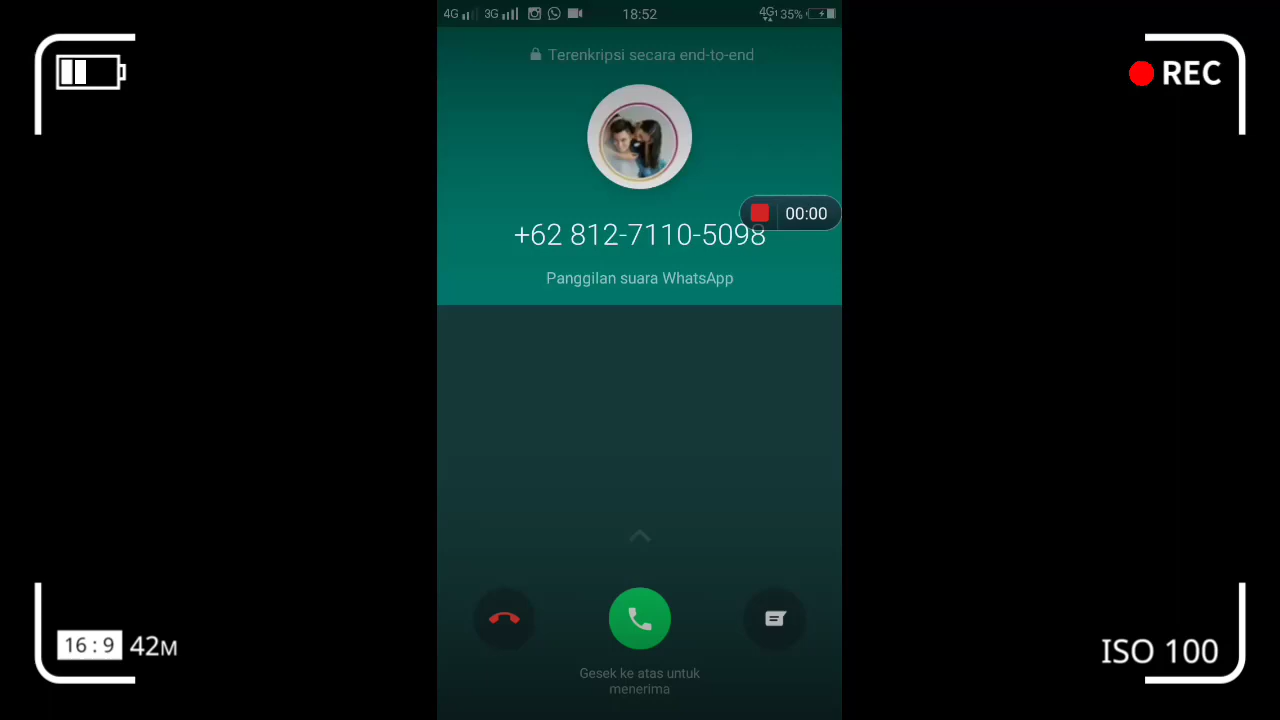 4G 3G 18:52 4G 35%
Terenkripsi secara end-to-end
REC
00:00
+62 812-7110-5098
Panggilan suara WhatsApp
16:9 42M
ISO 100
Gesek ke atas untuk
menerima